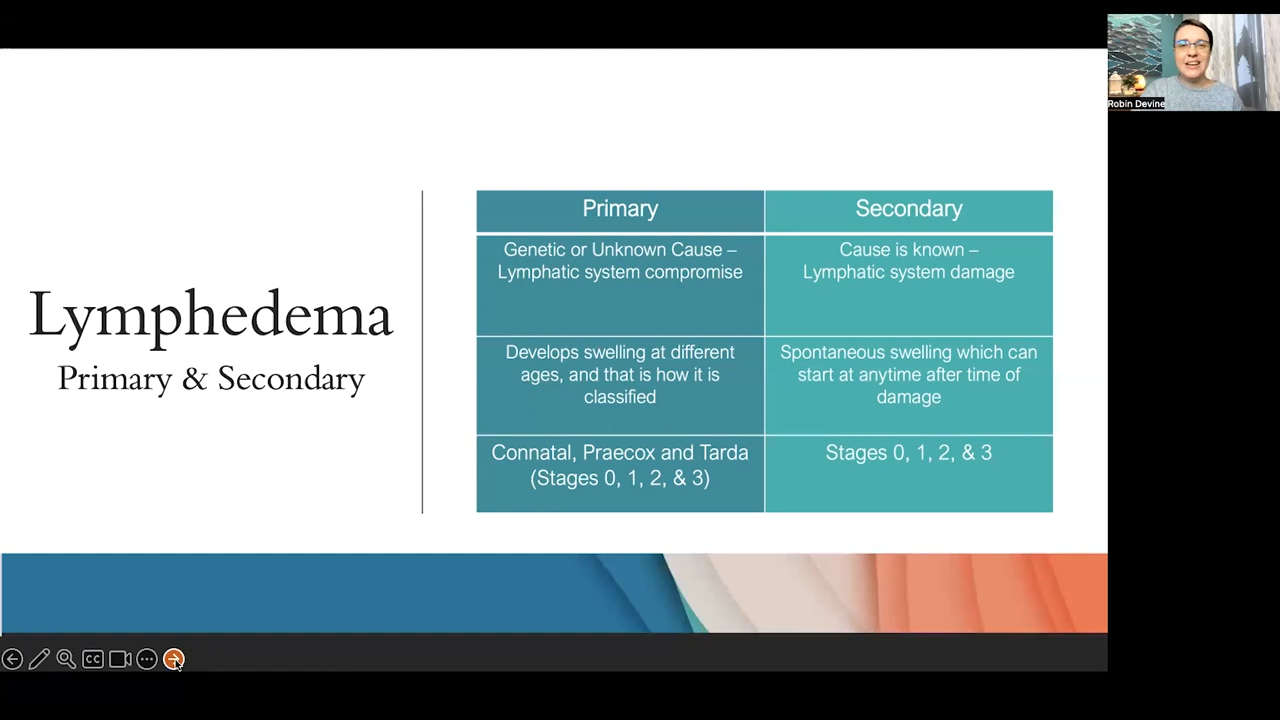 Lymphedema
Primary & Secondary
Primary
Secondary
Genetic or Unknown Cause –
Lymphatic system compromise
Cause is known –
Lymphatic system damage
Develops swelling at different
ages, and that is how it is
classified
Spontaneous swelling which can
start at anytime after time of
damage
Connatal, Praecox and Tarda
(Stages 0, 1, 2, & 3)
Stages 0, 1, 2, & 3
Robin Devine
CC